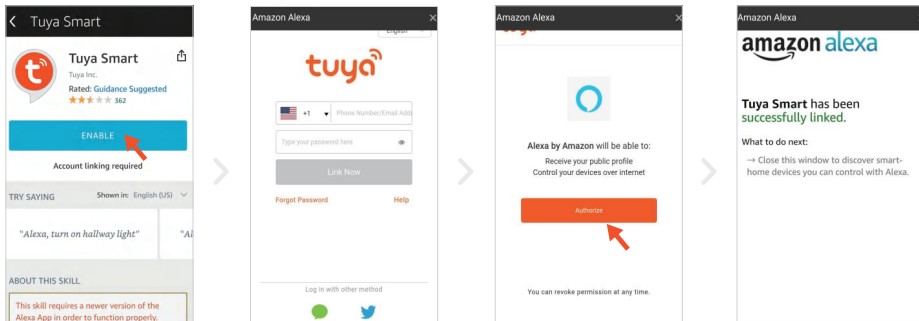 Tuya Smart
Tuya Smart
Tuya Inc.
Rated: Guidance Suggested
362
ENABLE
Account linking required
TRY SAYING
Shown in: English (US)
"Alexa, turn on hallway light"
"Al
ABOUT THIS SKILL
This skill requires a newer version of the
Alexa App in order to function properly.
Amazon Alexa
English
tuya
+1
Phone Number/Email Add
Type your password here
Link Now
Forgot Password
Help
Log in with other method
Amazon Alexa
Alexa by Amazon will be able to:
Receive your public profile
Control your devices over internet
Authorize
You can revoke permission at any time.
Amazon Alexa
amazon alexa
Tuya Smart has been
successfully linked.
What to do next:
→ Close this window to discover smart-
home devices you can control with Alexa.